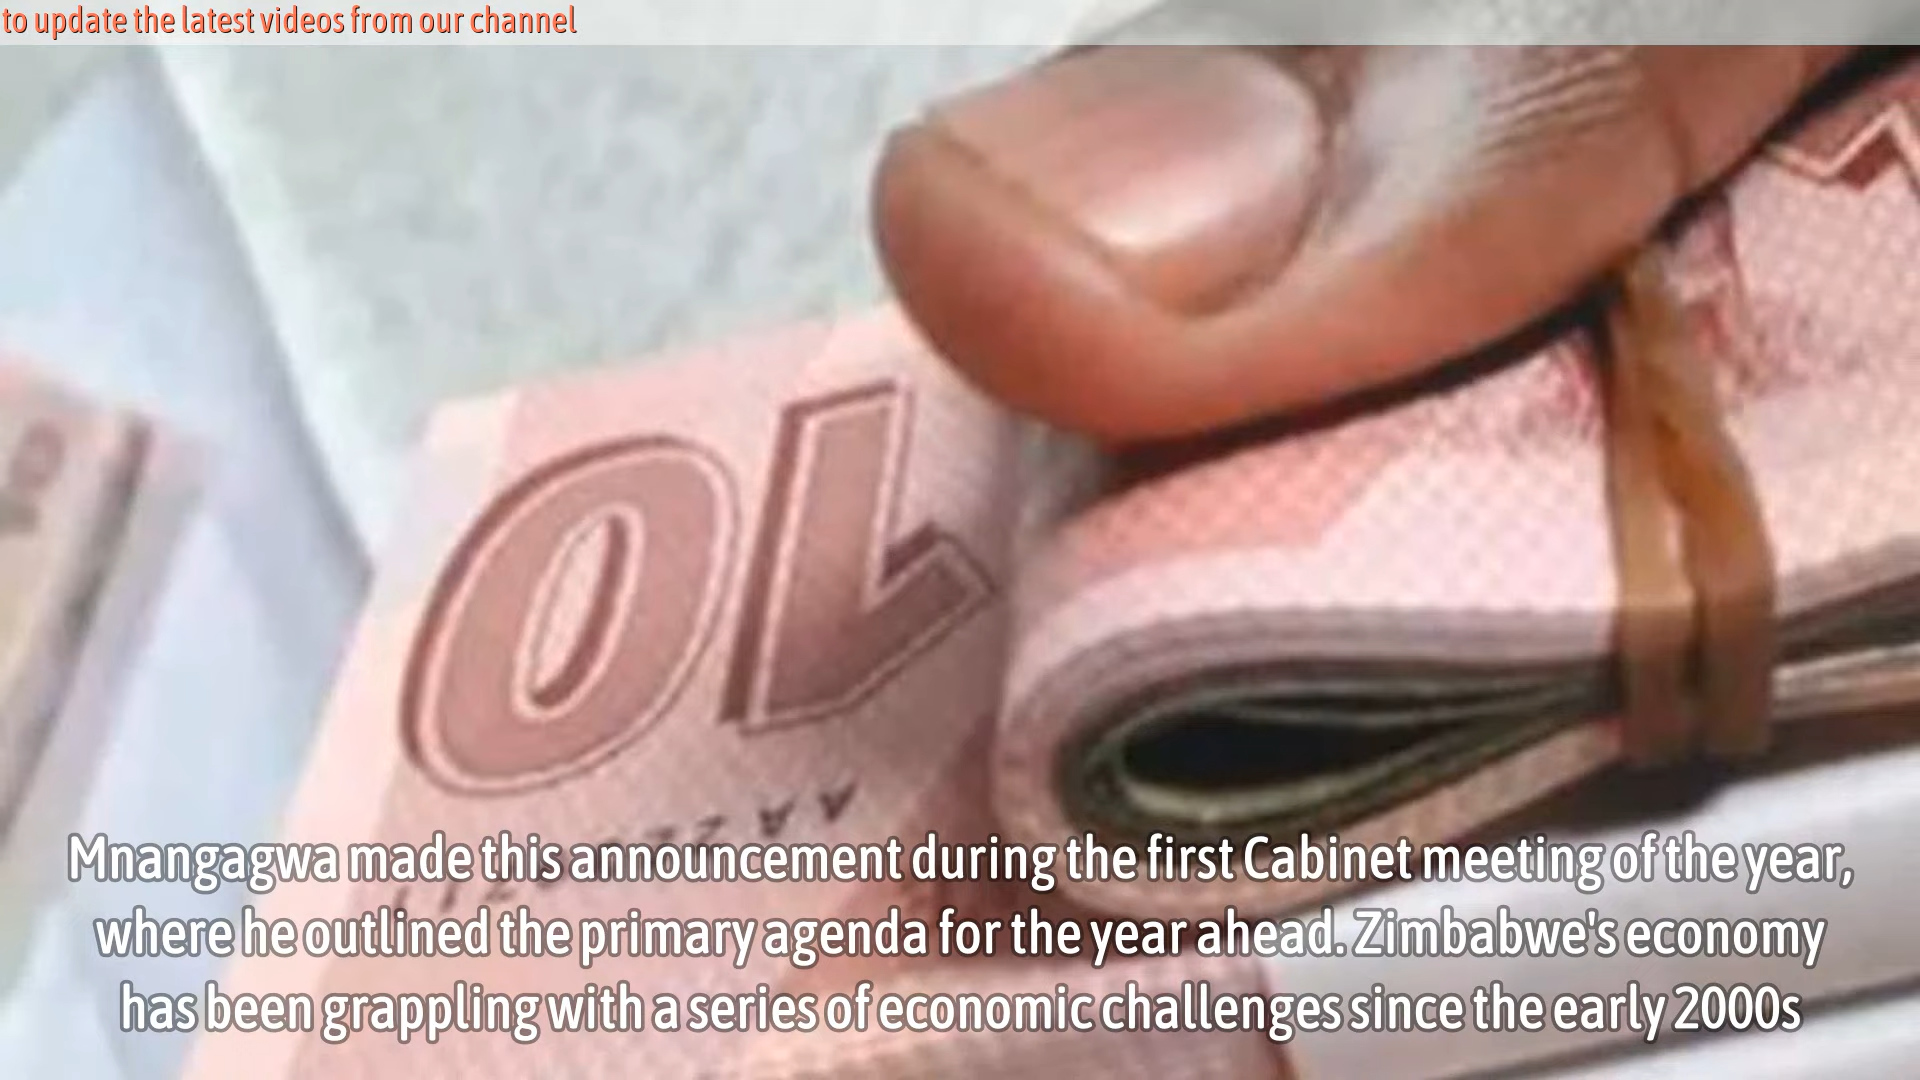 to update the latest videos from our channel
10
AA
Mnangagwa made this announcement during the first Cabinet meeting of the year,
where he outlined the primary agenda for the year ahead. Zimbabwe's economy
has been grappling with a series of economic challenges since the early 2000s